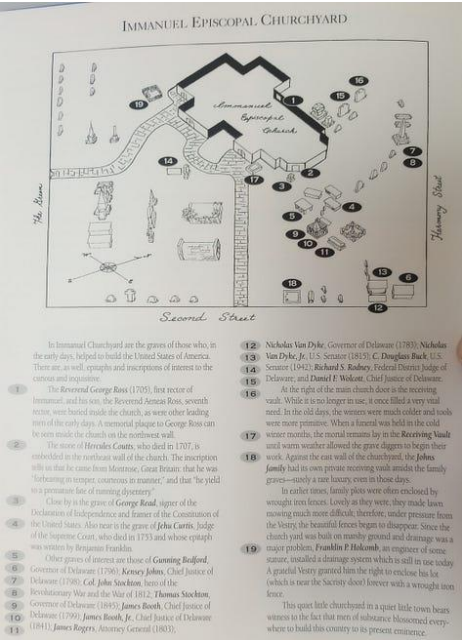 IMMANUEL EPISCOPAL CHURCHYARD
Immanuel
Episcopal
Church
1
2
3
4
5
6
7
8
9
10
11
12
13
14
15
16
17
18
19
The Green
Harmony Street
Second Street
In Immanuel Churchyard are the graves of those who, in
the early days, helped to build the United States of America.
There are, as well, epitaphs and inscriptions of interest to the
curious and inquisitive.
1 The Reverend George Ross (1705), first rector of
Immanuel, and his son, the Reverend Aeneas Ross, seventh
rector, were buried inside the church, as were other leading
men of the early days. A memorial plaque to George Ross can
be seen inside the church on the northwest wall.
2 The stone of Hercules Coutts, who died in 1707, is
embedded in the northeast wall of the church. The inscription
tells us that he came from Montrose, Great Britain: that he was
"forbearing in temper, courteous in manner," and that "he yield
to a premature fate of running dysentery."
3 Close by is the grave of George Read, signer of the
Declaration of Independence and framer of the Constitution of
4 the United States. Also near is the grave of Jehu Curtis, Judge
of the Supreme Court, who died in 1753 and whose epitaph
was written by Benjamin Franklin.
5 Other graves of interest are those of Gunning Bedford,
6 Governor of Delaware (1796); Kensey Johns, Chief Justice of
7 Delaware (1798); Col. John Stockton, hero of the
8 Revolutionary War and the War of 1812; Thomas Stockton,
9 Governor of Delaware (1845); James Booth, Chief Justice of
10 Delaware (1799); James Booth, Jr., Chief Justice of Delaware
11 (1841); James Rogers, Attorney General (1803);
12 Nicholas Van Dyke, Governor of Delaware (1783); Nicholas
13 Van Dyke, Jr., U.S. Senator (1815); C. Douglass Buck, U.S.
14 Senator (1942); Richard S. Rodney, Federal District Judge of
15 Delaware; and Daniel F. Wolcott, Chief Justice of Delaware.
16 At the right of the main church door is the receiving
vault. While it is no longer in use, it once filled a very vital
need. In the old days, the winters were much colder and tools
were more primitive. When a funeral was held in the cold
17 winter months, the mortal remains lay in the Receiving Vault
until warm weather allowed the grave diggers to begin their
18 work. Against the east wall of the churchyard, the Johns
family had its own private receiving vault amidst the family
graves—surely a rare luxury, even in those days.
In earlier times, family plots were often enclosed by
wrought iron fences. Lovely as they were, they made lawn
mowing much more difficult; therefore, under pressure from
the Vestry, the beautiful fences began to disappear. Since the
church yard was built on marshy ground and drainage was a
19 major problem, Franklin P. Holcomb, an engineer of some
stature, installed a drainage system which is still in use today.
A grateful Vestry granted him the right to enclose his lot
(which is near the Sacristy door) forever with a wrought iron
fence.
This quiet little churchyard in a quiet little town bears
witness to the fact that men of substance blossomed every-
where to build this country to its present eminence.